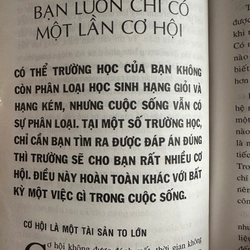 BẠN LUÔN CHỈ CÓ
MỘT LẦN CƠ HỘI
CÓ THỂ TRƯỜNG HỌC CỦA BẠN KHÔNG
CÒN PHÂN LOẠI HỌC SINH HẠNG GIỎI VÀ
HẠNG KÉM, NHƯNG CUỘC SỐNG VẪN CÓ
SỰ PHÂN LOẠI. TẠI MỘT SỐ TRƯỜNG HỌC,
CHỈ CẦN BẠN TÌM RA ĐƯỢC ĐÁP ÁN ĐÚNG
THÌ TRƯỜNG SẼ CHO BẠN RẤT NHIỀU CƠ
HỘI. ĐIỀU NÀY HOÀN TOÀN KHÁC VỚI BẤT
KỲ MỘT VIỆC GÌ TRONG CUỘC SỐNG.
CƠ HỘI LÀ MỘT TÀI SẢN TO LỚN